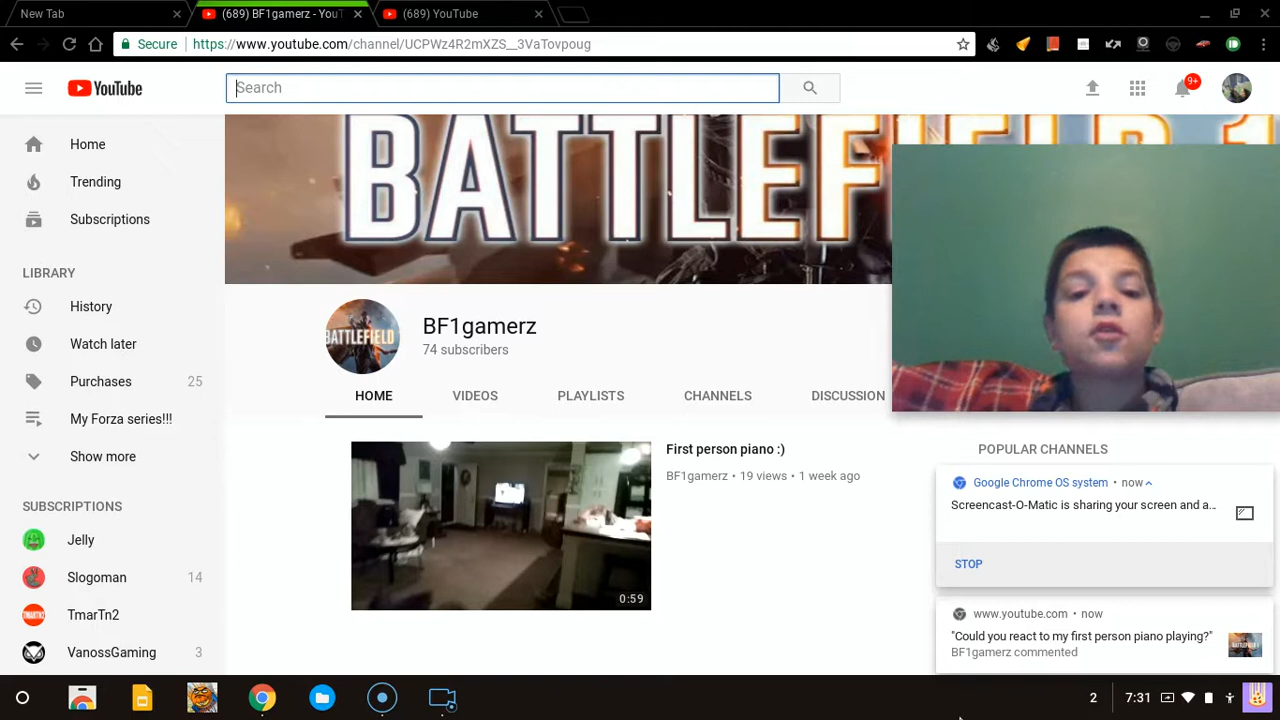 New Tab
(689) BF1gamerz - YouT
(689) YouTube
Secure
https://www.youtube.com/channel/UCPWz4R2mXZS__3VaTovpoug
YouTube
Search
9+
Home
Trending
Subscriptions
LIBRARY
History
Watch later
Purchases 25
My Forza series!!!
Show more
SUBSCRIPTIONS
Jelly
Slogoman 14
TmarTn2
VanossGaming 3
BATTLEF
BATTLEFIELD
BF1gamerz
74 subscribers
HOME
VIDEOS
PLAYLISTS
CHANNELS
DISCUSSION
0:59
First person piano :)
BF1gamerz • 19 views • 1 week ago
POPULAR CHANNELS
Google Chrome OS system • now
Screencast-O-Matic is sharing your screen and a...
STOP
www.youtube.com • now
"Could you react to my first person piano playing?"
BF1gamerz commented
2
7:31